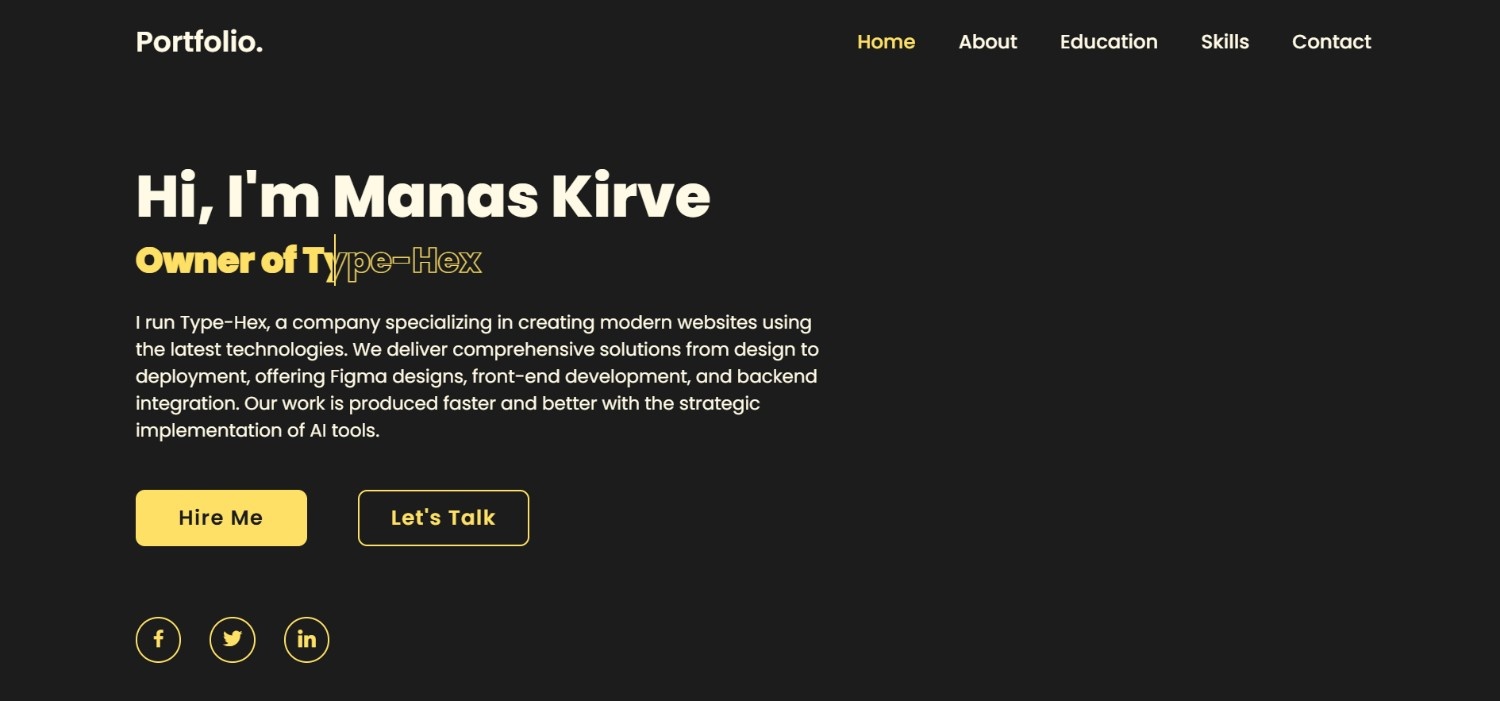 Portfolio.
Home About Education Skills Contact
Hi, I'm Manas Kirve
Owner of Type-Hex
I run Type-Hex, a company specializing in creating modern websites using
the latest technologies. We deliver comprehensive solutions from design to
deployment, offering Figma designs, front-end development, and backend
integration. Our work is produced faster and better with the strategic
implementation of AI tools.
Hire Me
Let's Talk